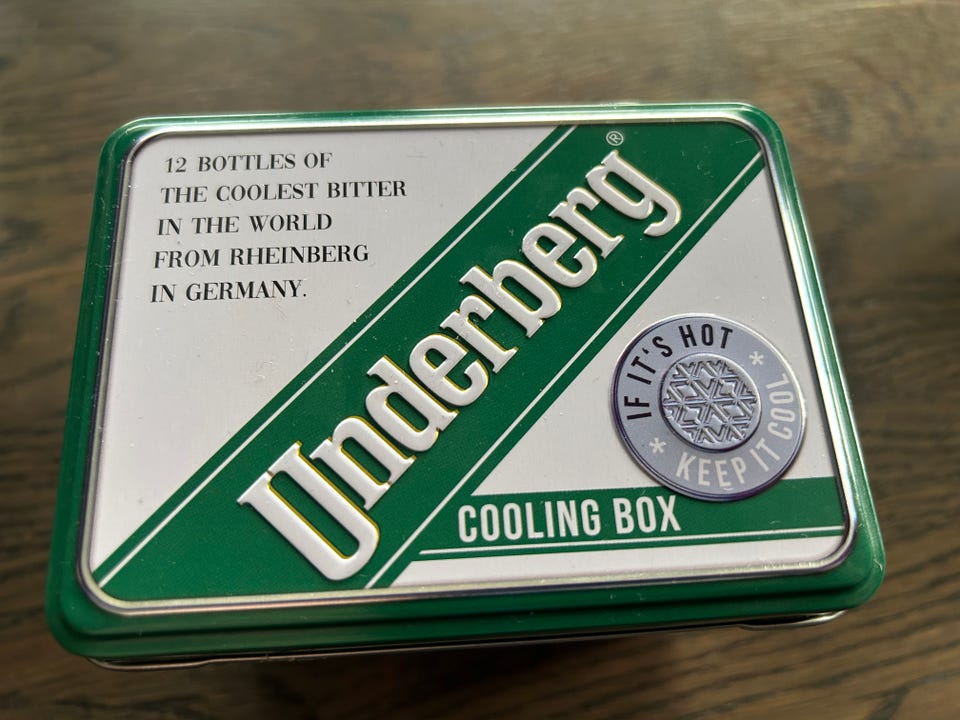 12 BOTTLES OF
THE COOLEST BITTER
IN THE WORLD
FROM RHEINBERG
IN GERMANY.
Underberg®
IF IT'S HOT
* KEEP IT COOL *
COOLING BOX